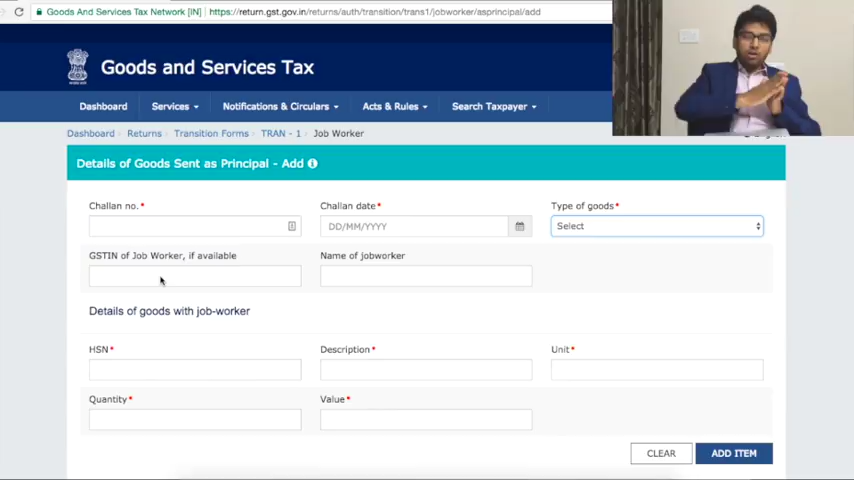 Goods And Services Tax Network [IN] https://return.gst.gov.in/returns/auth/transition/trans1/jobworker/asprincipal/add
Goods and Services Tax
Dashboard Services Notifications & Circulars Acts & Rules Search Taxpayer
Dashboard Returns Transition Forms TRAN - 1 Job Worker
Details of Goods Sent as Principal - Add
Challan no.* Challan date* Type of goods*
DD/MM/YYYY Select
GSTIN of Job Worker, if available Name of jobworker
Details of goods with job-worker
HSN* Description* Unit*
Quantity* Value*
CLEAR ADD ITEM